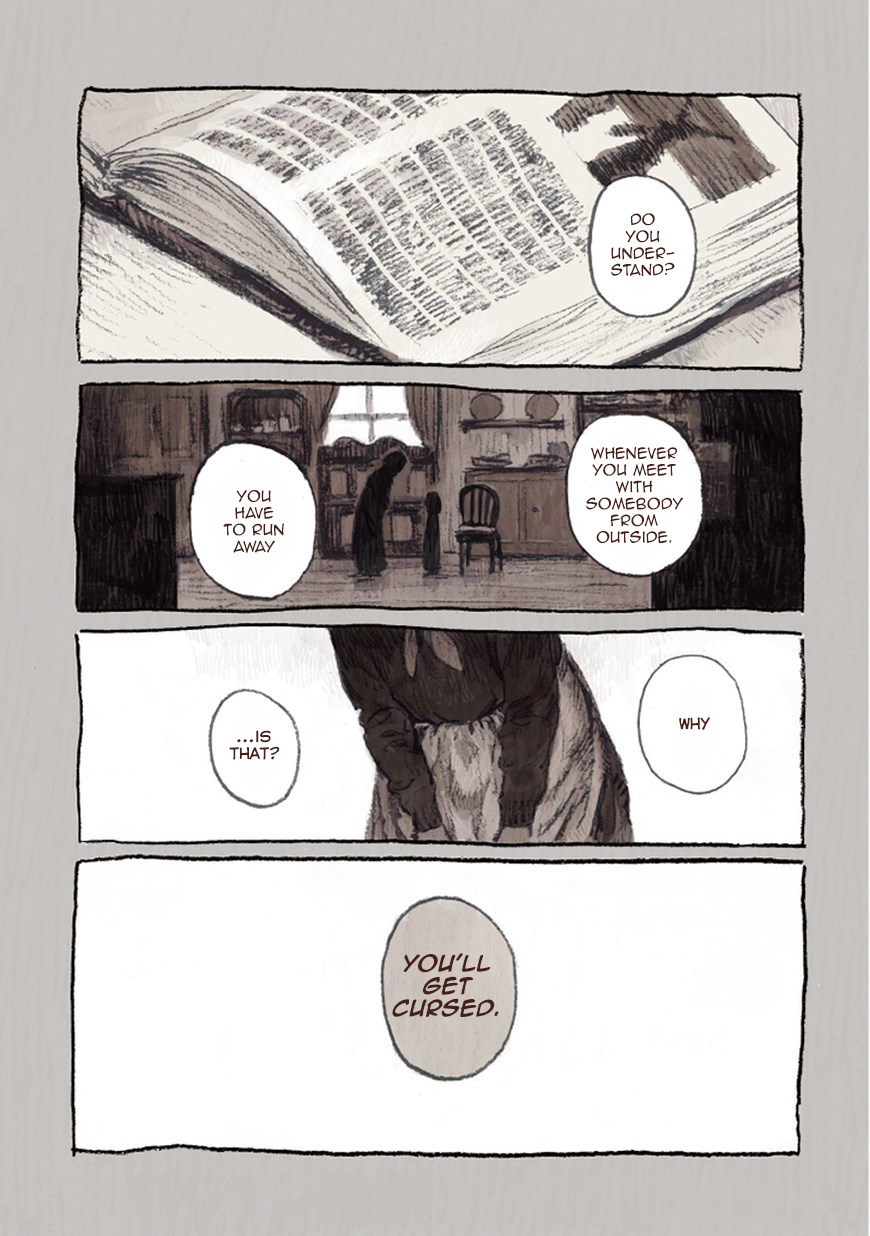 DO
YOU
UNDER-
STAND?
WHENEVER
YOU MEET
WITH
SOMEBODY
FROM
OUTSIDE.
YOU
HAVE
TO RUN
AWAY
WHY
...IS
THAT?
YOU'LL
GET
CURSED.